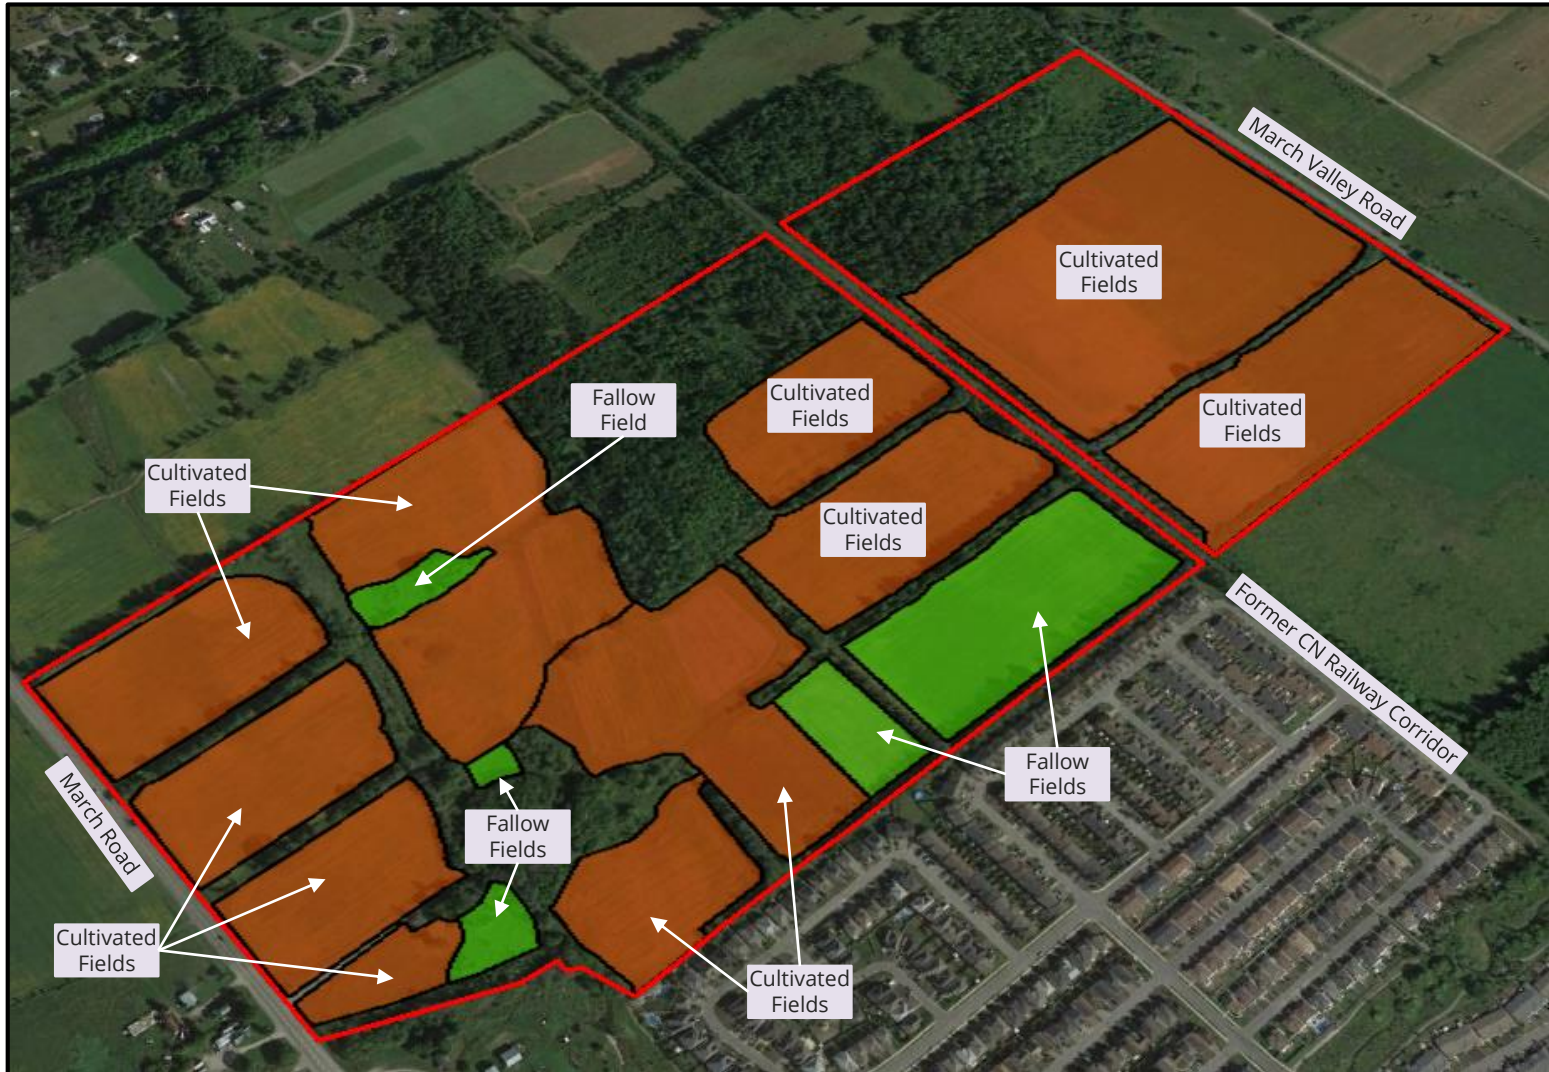 March Valley Road
Cultivated
Fields
Cultivated
Fields
Fallow
Field
Cultivated
Fields
Cultivated
Fields
Cultivated
Fields
Former CN Railway Corridor
March Road
Fallow
Fields
Fallow
Fields
Cultivated
Fields
Cultivated
Fields